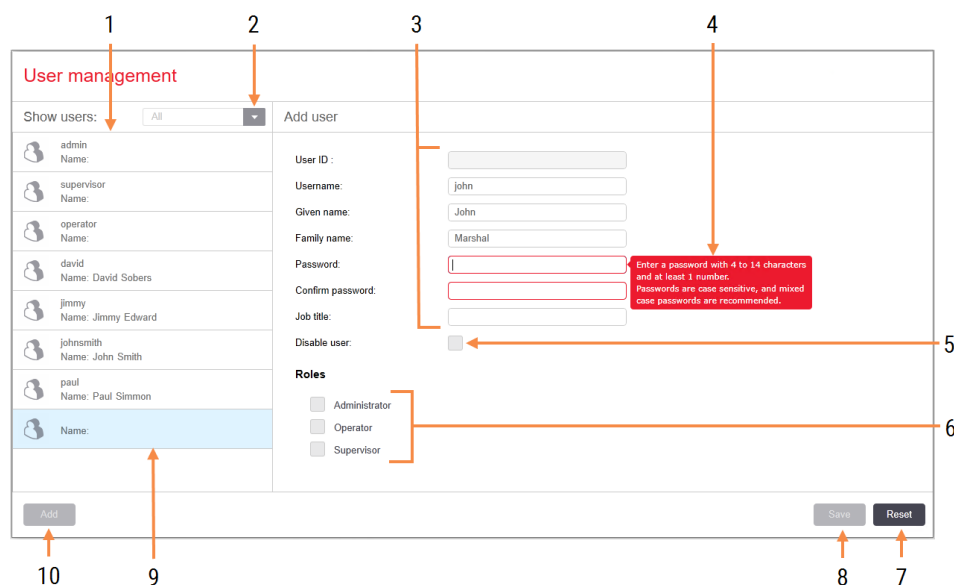 1
2
3
4
User management
Show users:
All
Add user
admin
Name:
supervisor
Name:
operator
Name:
david
Name: David Sobers
jimmy
Name: Jimmy Edward
johnsmith
Name: John Smith
paul
Name: Paul Simmon
Name:
User ID :
Username:
john
Given name:
John
Family name:
Marshal
Password:
Enter a password with 4 to 14 characters
and at least 1 number.
Passwords are case sensitive, and mixed
case passwords are recommended.
Confirm password:
Job title:
Disable user:
5
Roles
Administrator
Operator
Supervisor
6
Add
Save
Reset
10
9
8
7